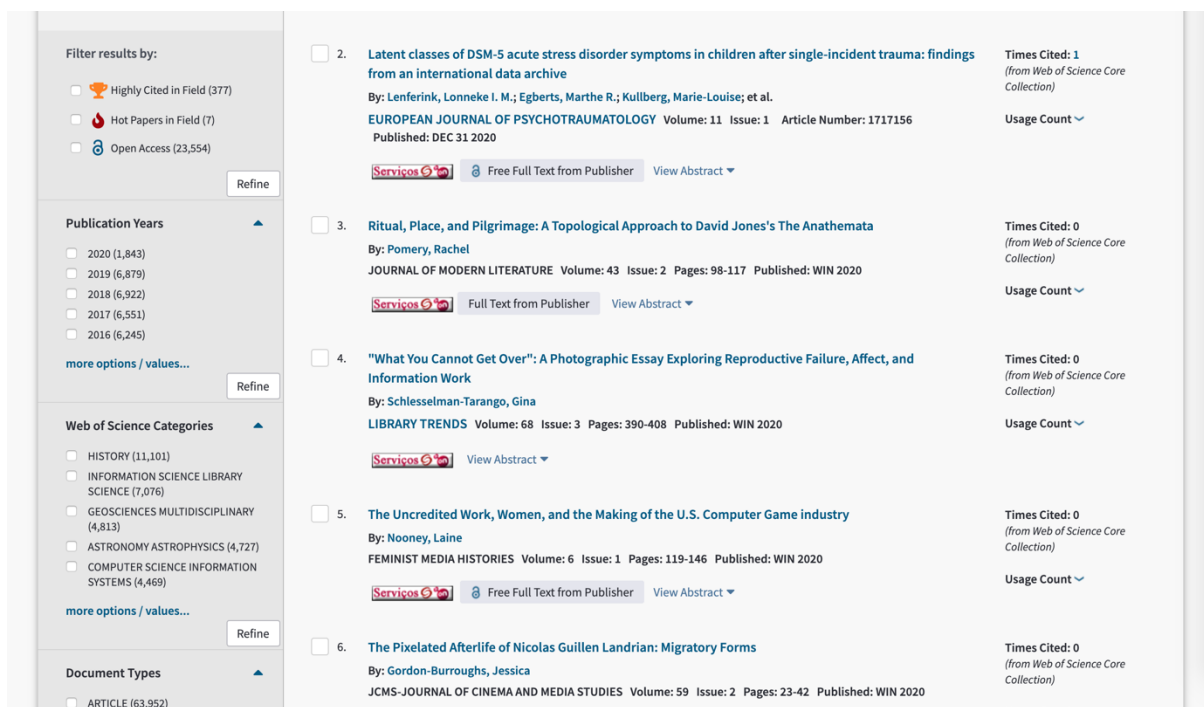 Filter results by:
Highly Cited in Field (377)
Hot Papers in Field (7)
Open Access (23,554)
Refine
Publication Years
2020 (1,843)
2019 (6,879)
2018 (6,922)
2017 (6,551)
2016 (6,245)
more options / values...
Refine
Web of Science Categories
HISTORY (11,101)
INFORMATION SCIENCE LIBRARY
SCIENCE (7,076)
GEOSCIENCES MULTIDISCIPLINARY
(4,813)
ASTRONOMY ASTROPHYSICS (4,727)
COMPUTER SCIENCE INFORMATION
SYSTEMS (4,469)
more options / values...
Refine
Document Types
ARTICLE (63,952)
2. Latent classes of DSM-5 acute stress disorder symptoms in children after single-incident trauma: findings
from an international data archive
By: Lenferink, Lonneke I. M.; Egberts, Marthe R.; Kullberg, Marie-Louise; et al.
EUROPEAN JOURNAL OF PSYCHOTRAUMATOLOGY Volume: 11 Issue: 1 Article Number: 1717156
Published: DEC 31 2020
Serviços Free Full Text from Publisher View Abstract
Times Cited: 1
(from Web of Science Core
Collection)
Usage Count
3. Ritual, Place, and Pilgrimage: A Topological Approach to David Jones's The Anathemata
By: Pomery, Rachel
JOURNAL OF MODERN LITERATURE Volume: 43 Issue: 2 Pages: 98-117 Published: WIN 2020
Serviços Full Text from Publisher View Abstract
Times Cited: 0
(from Web of Science Core
Collection)
Usage Count
4. "What You Cannot Get Over": A Photographic Essay Exploring Reproductive Failure, Affect, and
Information Work
By: Schlesselman-Tarango, Gina
LIBRARY TRENDS Volume: 68 Issue: 3 Pages: 390-408 Published: WIN 2020
Serviços View Abstract
Times Cited: 0
(from Web of Science Core
Collection)
Usage Count
5. The Uncredited Work, Women, and the Making of the U.S. Computer Game industry
By: Nooney, Laine
FEMINIST MEDIA HISTORIES Volume: 6 Issue: 1 Pages: 119-146 Published: WIN 2020
Serviços Free Full Text from Publisher View Abstract
Times Cited: 0
(from Web of Science Core
Collection)
Usage Count
6. The Pixelated Afterlife of Nicolas Guillen Landrian: Migratory Forms
By: Gordon-Burroughs, Jessica
JCMS-JOURNAL OF CINEMA AND MEDIA STUDIES Volume: 59 Issue: 2 Pages: 23-42 Published: WIN 2020
Times Cited: 0
(from Web of Science Core
Collection)